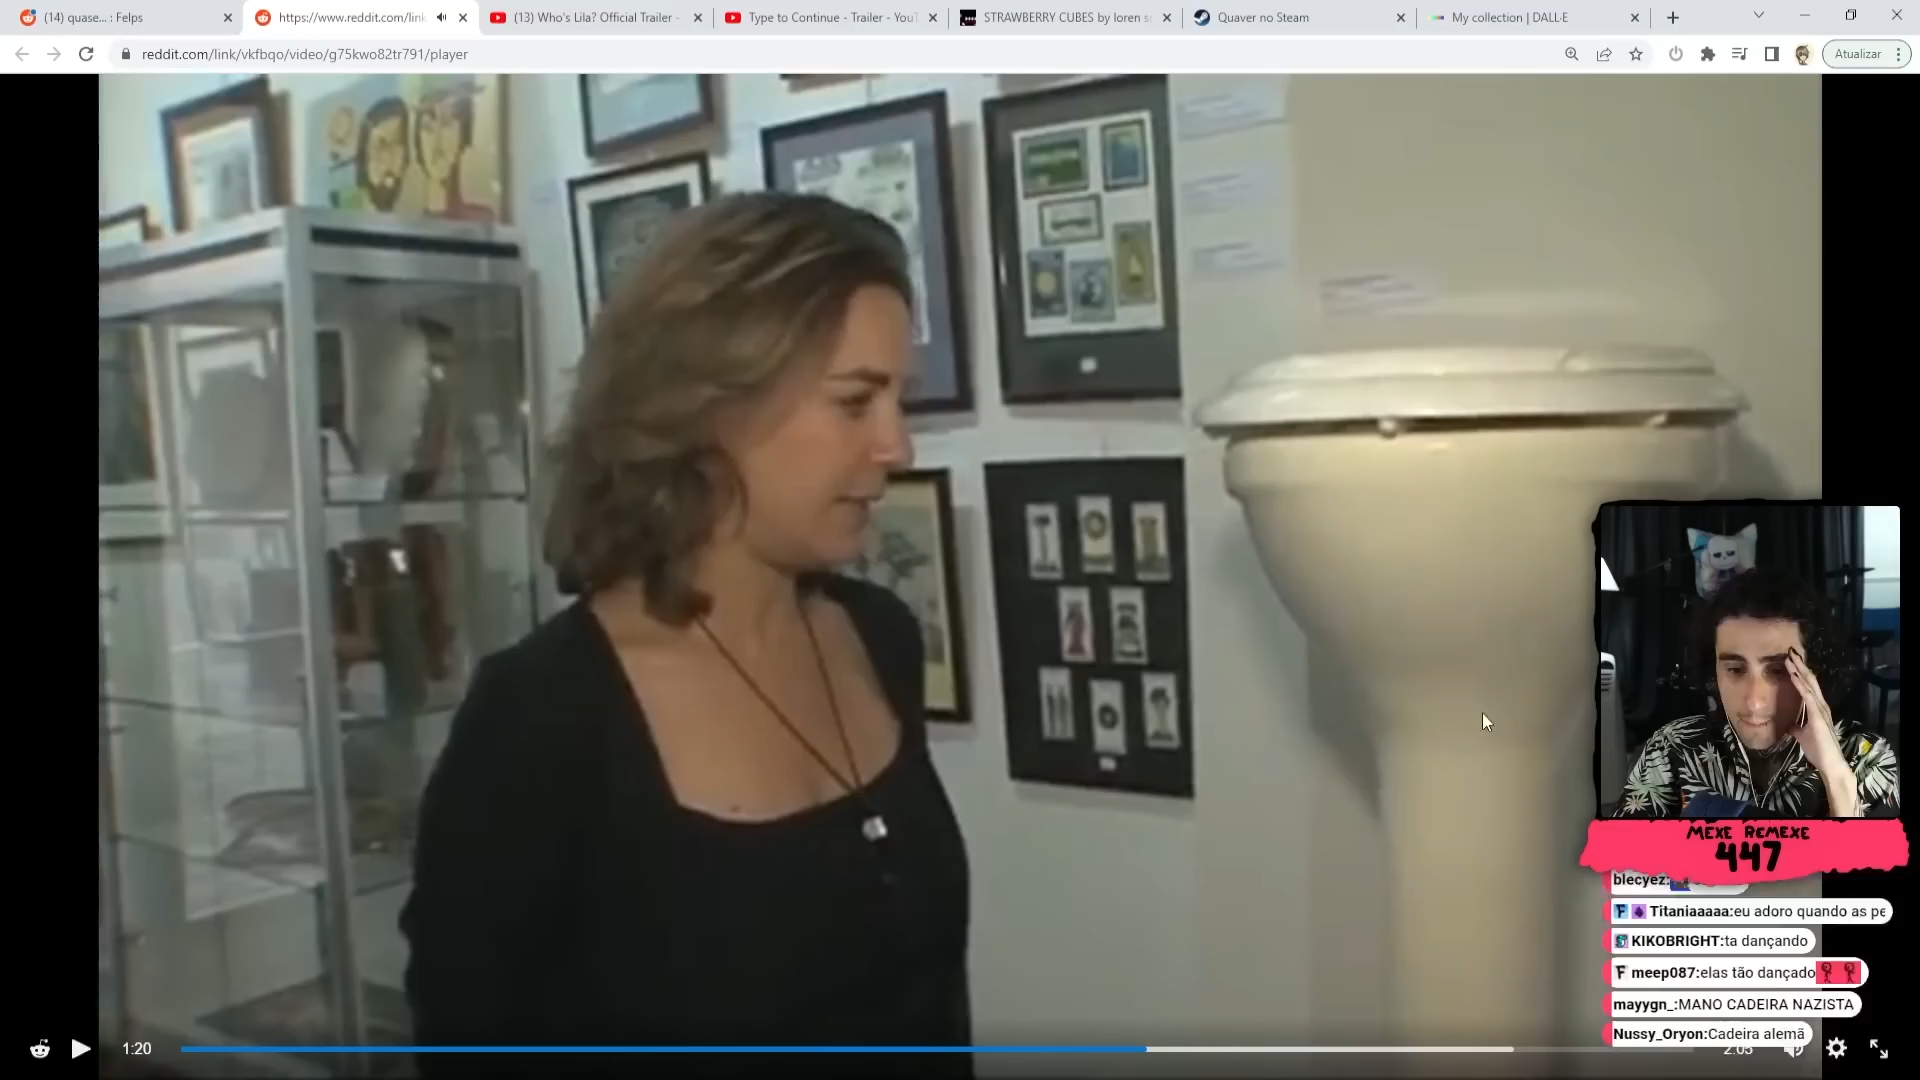 (14) quase... : Felps
https://www.reddit.com/link
(13) Who's Lila? Official Trailer -
Type to Continue - Trailer - YouT
STRAWBERRY CUBES by loren s
Quaver no Steam
My collection | DALL·E
reddit.com/link/vkfbqo/video/g75kwo82tr791/player
Atualizar
MEXE REMEXE
447
blecyez:
Titaniaaaaa:eu adoro quando as pe
KIKOBRIGHT:ta dançando
meep087:elas tão dançado
mayygn_:MANO CADEIRA NAZISTA
Nussy_Oryon:Cadeira alemã
1:20
2:05